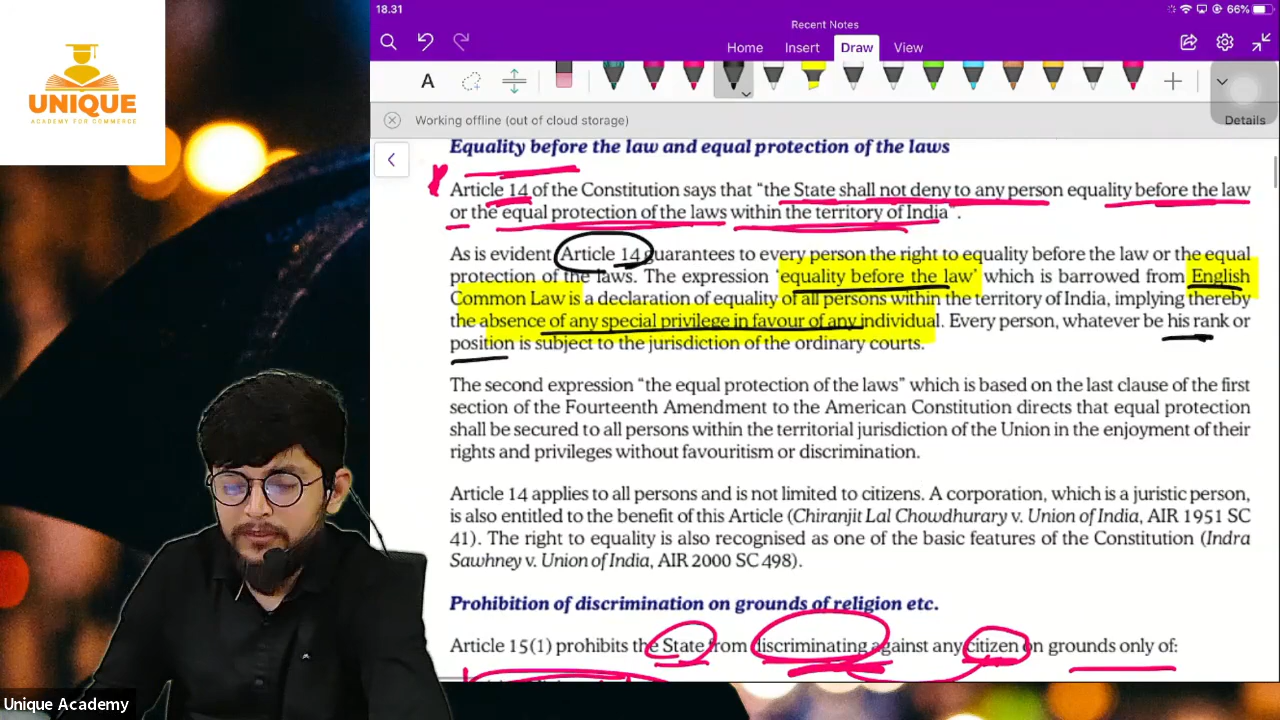 18.31
Recent Notes
66%
Home Insert Draw View
A
Working offline (out of cloud storage)
Details
UNIQUE
ACADEMY FOR COMMERCE
Equality before the law and equal protection of the laws
Article 14 of the Constitution says that “the State shall not deny to any person equality before the law
or the equal protection of the laws within the territory of India” .
As is evident Article 14 guarantees to every person the right to equality before the law or the equal
protection of the laws. The expression ‘equality before the law’ which is barrowed from English
Common Law is a declaration of equality of all persons within the territory of India, implying thereby
the absence of any special privilege in favour of any individual. Every person, whatever be his rank or
position is subject to the jurisdiction of the ordinary courts.
The second expression “the equal protection of the laws” which is based on the last clause of the first
section of the Fourteenth Amendment to the American Constitution directs that equal protection
shall be secured to all persons within the territorial jurisdiction of the Union in the enjoyment of their
rights and privileges without favouritism or discrimination.
Article 14 applies to all persons and is not limited to citizens. A corporation, which is a juristic person,
is also entitled to the benefit of this Article (Chiranjit Lal Chowdhurary v. Union of India, AIR 1951 SC
41). The right to equality is also recognised as one of the basic features of the Constitution (Indra
Sawhney v. Union of India, AIR 2000 SC 498).
Prohibition of discrimination on grounds of religion etc.
Article 15(1) prohibits the State from discriminating against any citizen on grounds only of:
Unique Academy